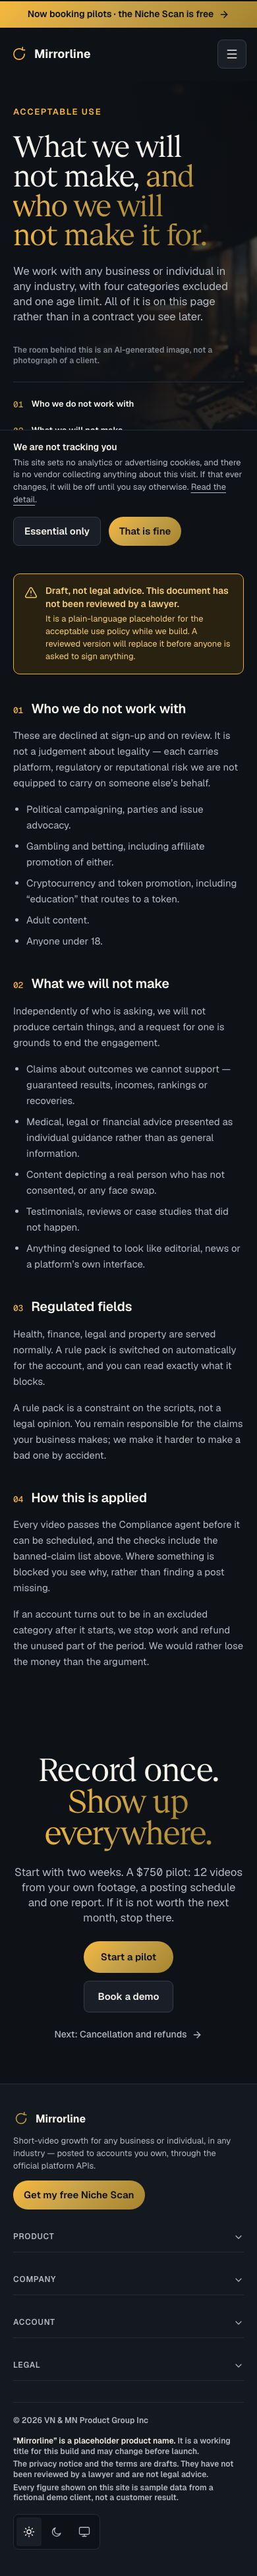 Now booking pilots · the Niche Scan is free →
Mirrorline
ACCEPTABLE USE
What we will
not make, and
who we will
not make it for.
We work with any business or individual in
any industry, with four categories excluded
and one age limit. All of it is on this page
rather than in a contract you see later.
The room behind this is an AI-generated image, not a
photograph of a client.
01 Who we do not work with
We are not tracking you
This site sets no analytics or advertising cookies, and there
is no vendor collecting anything about this visit. If that ever
changes, it will be off until you say otherwise. Read the
detail.
Essential only
That is fine
Draft, not legal advice. This document has
not been reviewed by a lawyer.
It is a plain-language placeholder for the
acceptable use policy while we build. A
reviewed version will replace it before anyone is
asked to sign anything.
01 Who we do not work with
These are declined at sign-up and on review. It is
not a judgement about legality — each carries
platform, regulatory or reputational risk we are not
equipped to carry on someone else's behalf.
• Political campaigning, parties and issue
advocacy.
• Gambling and betting, including affiliate
promotion of either.
• Cryptocurrency and token promotion, including
“education” that routes to a token.
• Adult content.
• Anyone under 18.
02 What we will not make
Independently of who is asking, we will not
produce certain things, and a request for one is
grounds to end the engagement.
• Claims about outcomes we cannot support —
guaranteed results, incomes, rankings or
recoveries.
• Medical, legal or financial advice presented as
individual guidance rather than as general
information.
• Content depicting a real person who has not
consented, or any face swap.
• Testimonials, reviews or case studies that did
not happen.
• Anything designed to look like editorial, news or
a platform's own interface.
03 Regulated fields
Health, finance, legal and property are served
normally. A rule pack is switched on automatically
for the account, and you can read exactly what it
blocks.
A rule pack is a constraint on the scripts, not a
legal opinion. You remain responsible for the claims
your business makes; we make it harder to make a
bad one by accident.
04 How this is applied
Every video passes the Compliance agent before it
can be scheduled, and the checks include the
banned-claim list above. Where something is
blocked you see why, rather than finding a post
missing.
If an account turns out to be in an excluded
category after it starts, we stop work and refund
the unused part of the period. We would rather lose
the money than the argument.
Record once.
Show up
everywhere.
Start with two weeks. A $750 pilot: 12 videos
from your own footage, a posting schedule
and one report. If it is not worth the next
month, stop there.
Start a pilot
Book a demo
Next: Cancellation and refunds →
Mirrorline
Short-video growth for any business or individual, in any
industry — posted to accounts you own, through the
official platform APIs.
Get my free Niche Scan
PRODUCT
COMPANY
ACCOUNT
LEGAL
© 2026 VN & MN Product Group Inc
“Mirrorline” is a placeholder product name. It is a working
title for this build and may change before launch.
The privacy notice and the terms are drafts. They have not
been reviewed by a lawyer and are not legal advice.
Every figure shown on this site is sample data from a
fictional demo client, not a customer result.